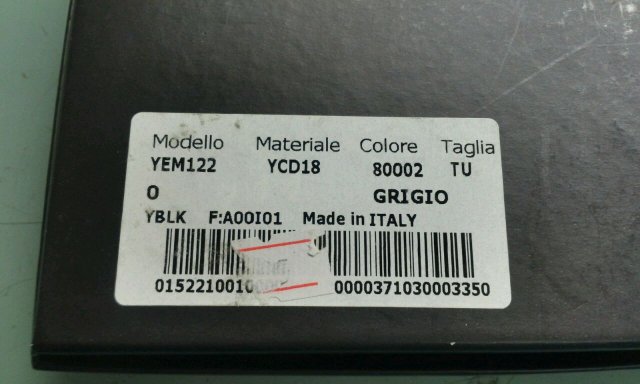 Modello Materiale Colore Taglia
YEM122 YCD18 80002 TU
0 GRIGIO
YBLK F:A00I01 Made in ITALY
0152210010 0000371030003350